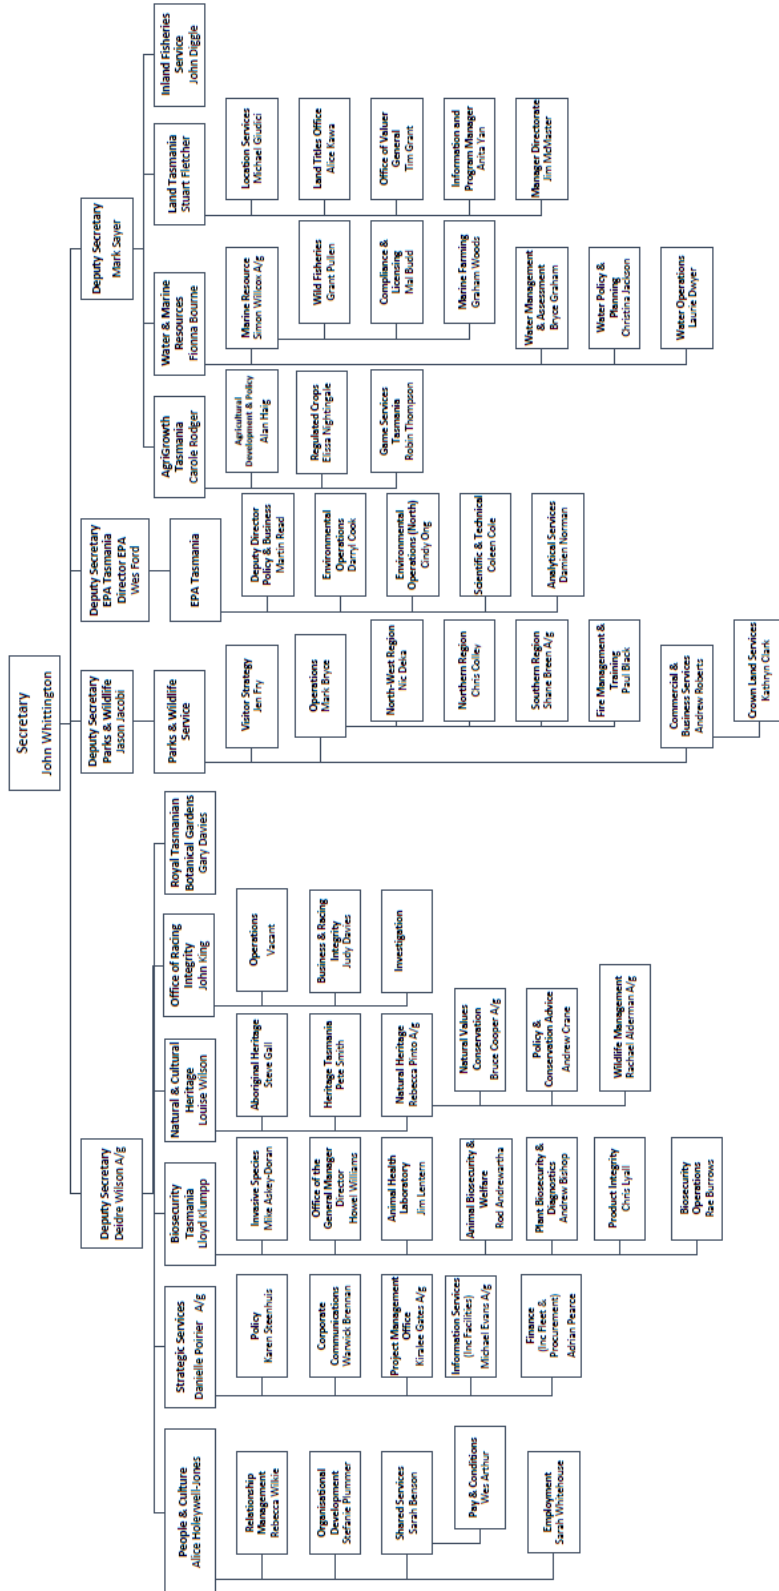 Secretary
John Whittington
Deputy Secretary
Deidre Wilson A/g
Deputy Secretary
Parks & Wildlife
Jason Jacobi
Deputy Secretary
EPA Tasmania
Director EPA
Wes Ford
Deputy Secretary
Mark Sayer
People & Culture
Alice Holeywell-Jones
Relationship
Management
Rebecca Wilkie
Organisational
Development
Stefanie Plummer
Shared Services
Sarah Benson
Pay & Conditions
Wes Arthur
Employment
Sarah Whitehouse
Strategic Services
Danielle Poirier A/g
Policy
Karen Steenhuis
Corporate
Communications
Warwick Brennan
Project Management
Office
Kiralee Gates A/g
Information Services
(Inc Facilities)
Michael Evans A/g
Finance
(Inc Fleet &
Procurement)
Adrian Pearce
Biosecurity
Tasmania
Lloyd Klumpp
Invasive Species
Mike Askey-Doran
Office of the
General Manager
Director
Howel Williams
Animal Health
Laboratory
Jim Lentern
Animal Biosecurity &
Welfare
Rod Andrewartha
Plant Biosecurity &
Diagnostics
Andrew Bishop
Product Integrity
Chris Lyall
Biosecurity
Operations
Rae Burrows
Natural & Cultural
Heritage
Louise Wilson
Aboriginal Heritage
Steve Gall
Heritage Tasmania
Pete Smith
Natural Heritage
Rebecca Pinto A/g
Natural Values
Conservation
Bruce Cooper A/g
Policy &
Conservation Advice
Andrew Crane
Wildlife Management
Rachael Alderman A/g
Office of Racing
Integrity
John King
Operations
Vacant
Business & Racing
Integrity
Judy Davies
Investigation
Royal Tasmanian
Botanical Gardens
Gary Davies
Parks & Wildlife
Service
Visitor Strategy
Jen Fry
Operations
Mark Bryce
North-West Region
Nic Deka
Northern Region
Chris Colley
Southern Region
Shane Breen A/g
Fire Management &
Training
Paul Black
Commercial &
Business Services
Andrew Roberts
Crown Land Services
Kathryn Clark
EPA Tasmania
Deputy Director
Policy & Business
Martin Read
Environmental
Operations
Darryl Cook
Environmental
Operations (North)
Cindy Ong
Scientific & Technical
Coleen Cole
Analytical Services
Damien Norman
AgriGrowth
Tasmania
Carole Rodger
Agricultural
Development & Policy
Alan Haig
Regulated Crops
Elissa Nightingale
Game Services
Tasmania
Robin Thompson
Water & Marine
Resources
Fionna Bourne
Marine Resource
Simon Willcox A/g
Wild Fisheries
Grant Pullen
Compliance &
Licensing
Mal Budd
Marine Farming
Graham Woods
Water Management
& Assessment
Bryce Graham
Water Policy &
Planning
Christina Jackson
Water Operations
Laurie Dwyer
Land Tasmania
Stuart Fletcher
Location Services
Michael Giudici
Land Titles Office
Alice Kawa
Office of Valuer
General
Tim Grant
Information and
Program Manager
Anita Yan
Manager Directorate
Jim McMaster
Inland Fisheries
Service
John Diggle